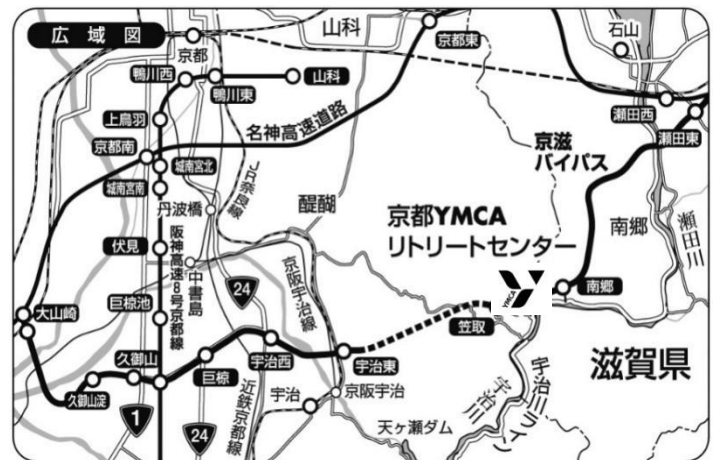 広域図
京都
山科
京都東
石山
鴨川西
鴨川東
山科
上鳥羽
名神高速道路
瀬田西
瀬田東
京都南
城南宮北
京滋
バイパス
城南宮南
JR奈良線
丹波橋
醍醐
京都YMCA
リトリートセンター
南郷
瀬田川
伏見
阪神高速8号京都線
中書島
24
京阪宇治線
YMCA
南郷
大山崎
巨椋池
笠取
久御山
巨椋
宇治西
宇治東
滋賀県
久御山淀
1
24
近鉄京都線
宇治
京阪宇治
宇治川
宇治川ライン
天ヶ瀬ダム